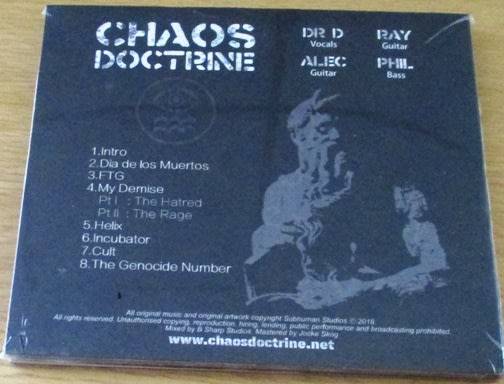 CHAOS
DOCTRINE
DR D
Vocals
RAY
Guitar
ALEC
Guitar
PHIL
Bass
1.Intro
2.Dia de los Muertos
3.FTG
4.My Demise
Pt I : The Hatred
Pt II : The Rage
5.Helix
6.Incubator
7.Cult
8.The Genocide Number
All original music and original artwork copyright Subhuman Studios © 2016
All rights reserved. Unauthorised copying, reproduction, hiring, lending, public performance and broadcasting prohibited.
Mixed by B Sharp Studios. Mastered by Jocke Skog
www.chaosdoctrine.net